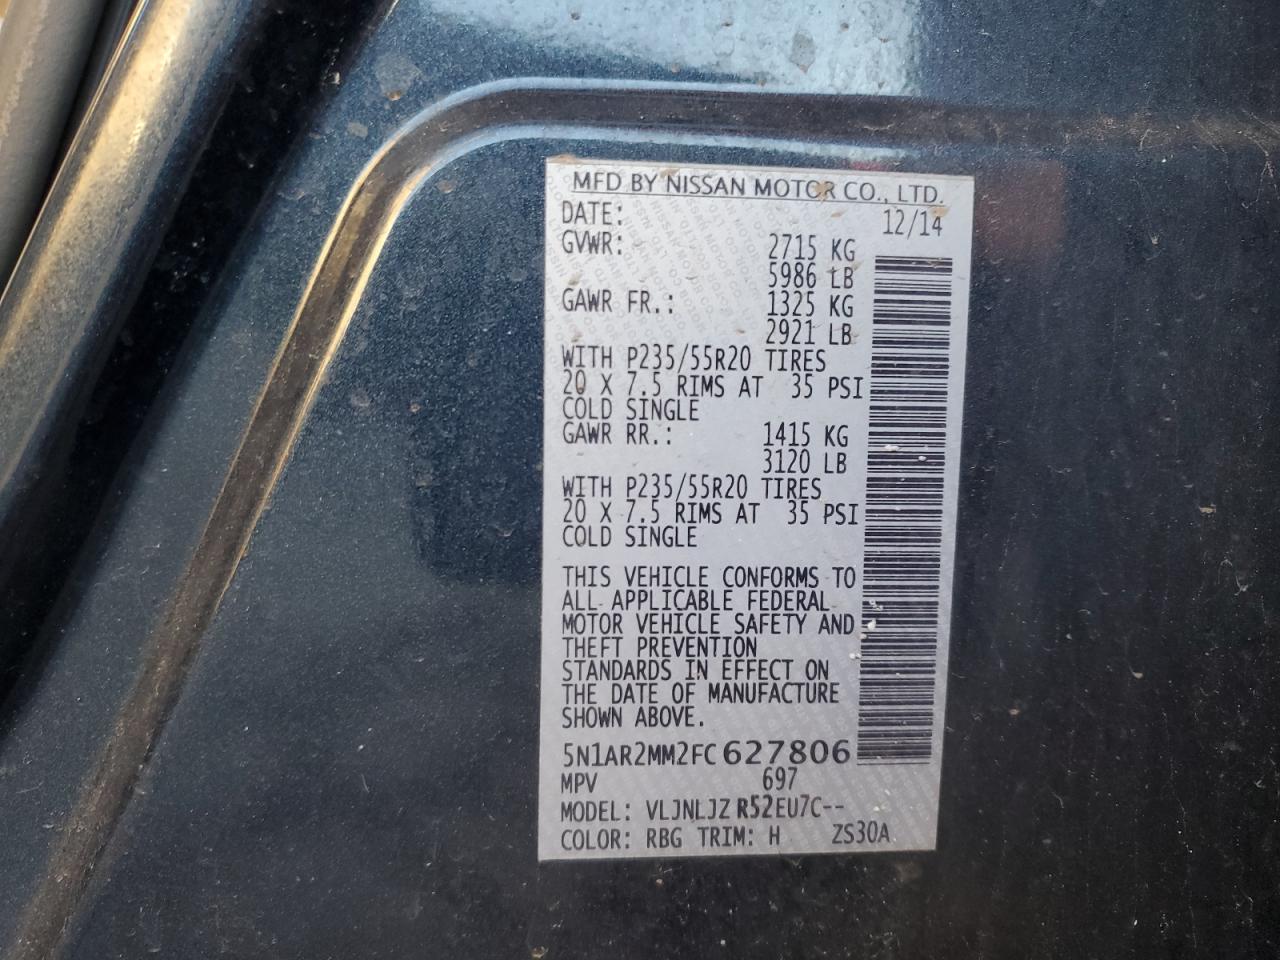 MFD BY NISSAN MOTOR CO., LTD.
DATE: 12/14
GVWR: 2715 KG
5986 LB
GAWR FR.: 1325 KG
2921 LB
WITH P235/55R20 TIRES
20 X 7.5 RIMS AT 35 PSI
COLD SINGLE
GAWR RR.: 1415 KG
3120 LB
WITH P235/55R20 TIRES
20 X 7.5 RIMS AT 35 PSI
COLD SINGLE
THIS VEHICLE CONFORMS TO
ALL APPLICABLE FEDERAL
MOTOR VEHICLE SAFETY AND
THEFT PREVENTION
STANDARDS IN EFFECT ON
THE DATE OF MANUFACTURE
SHOWN ABOVE.
5N1AR2MM2FC627806
MPV 697
MODEL: VLJNLJZ R52EU7C--
COLOR: RBG TRIM: H ZS30A